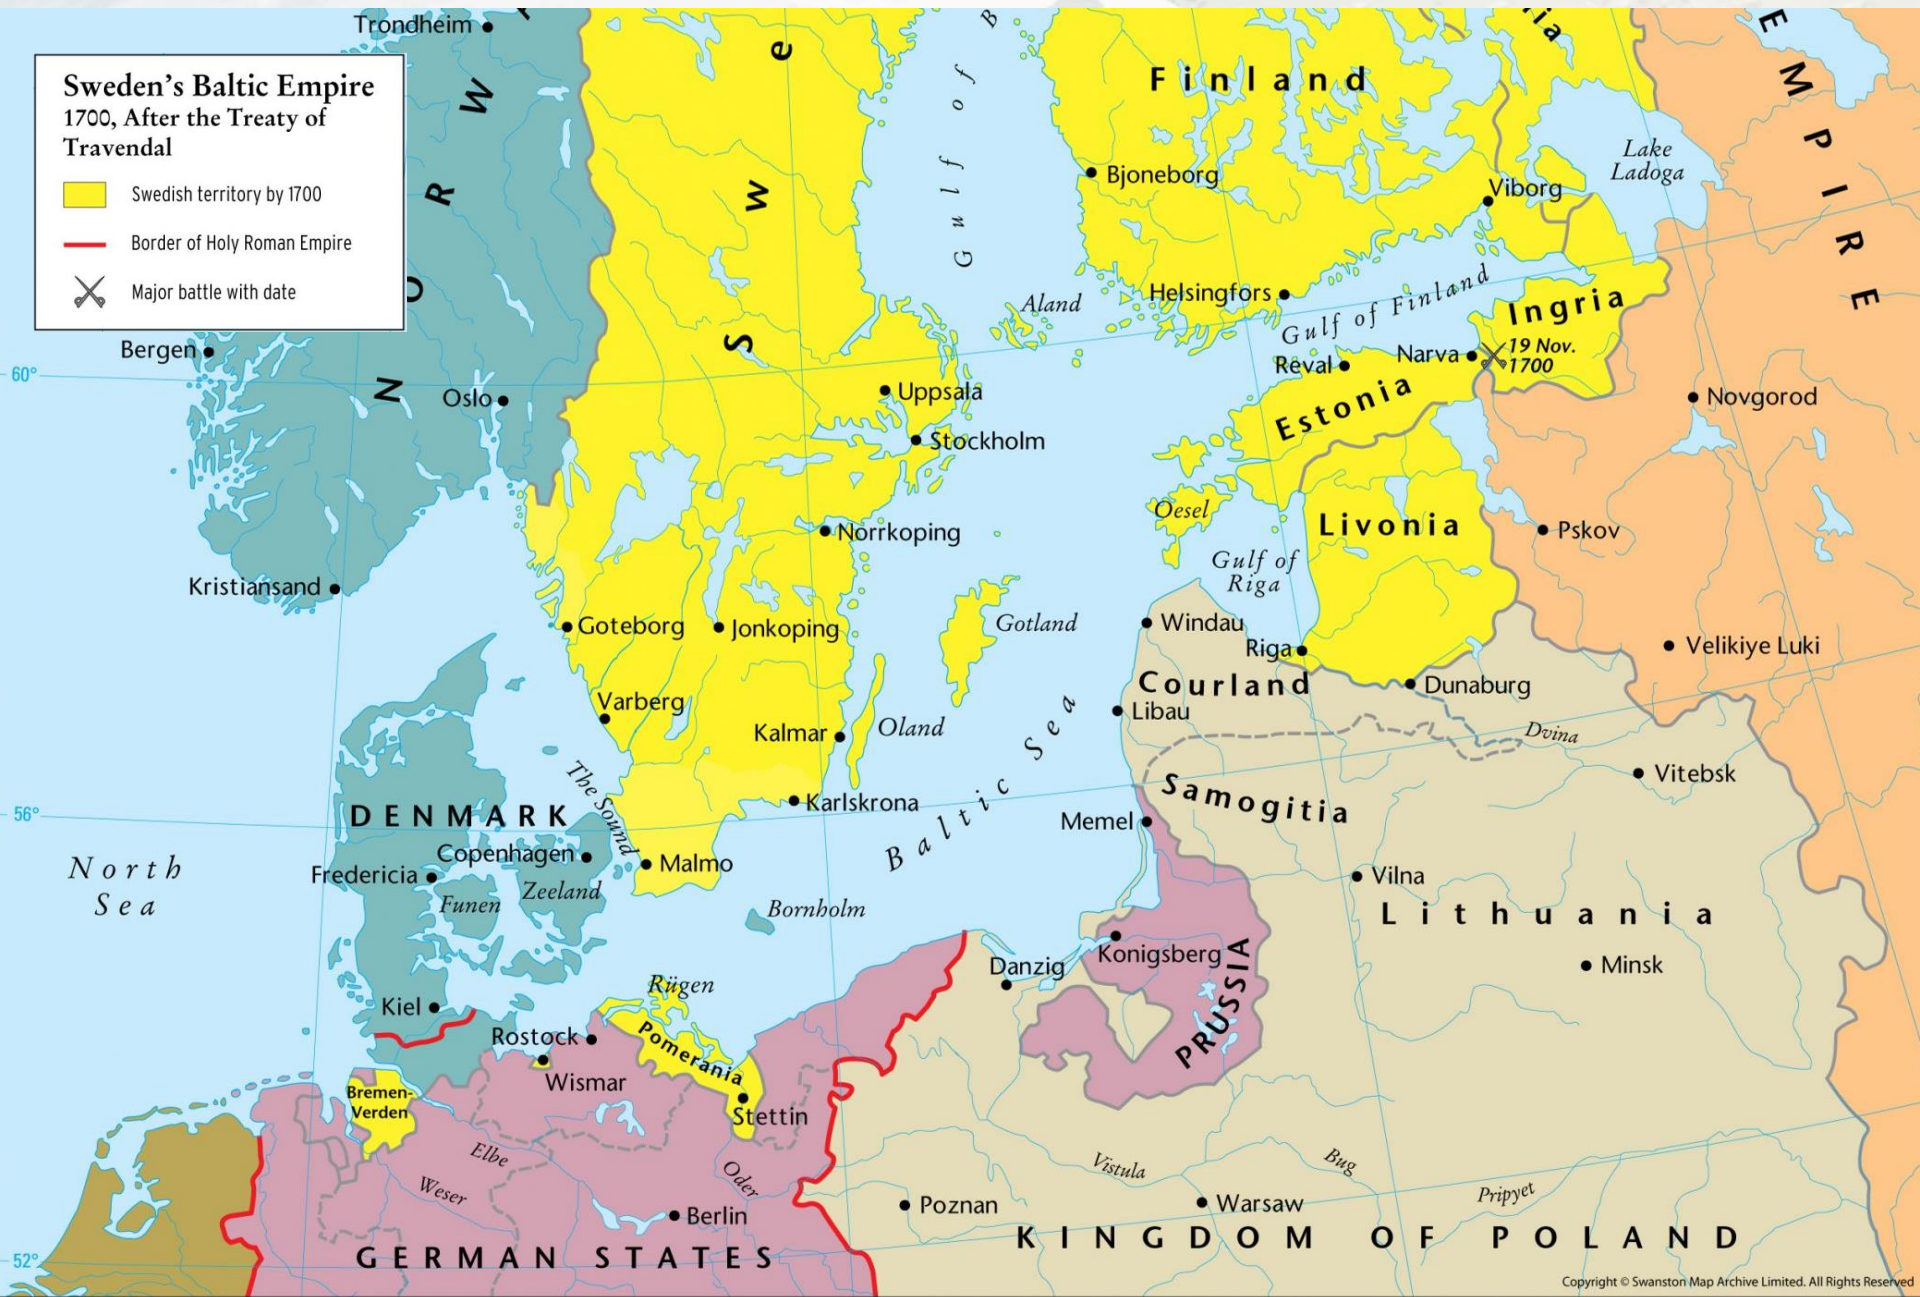 Trondheim
Sweden's Baltic Empire
1700, After the Treaty of
Travendal
Swedish territory by 1700
Border of Holy Roman Empire
Major battle with date
NORW
Swe
Gulf of B
Finland
EMPIRE
Lake
Ladoga
Bjoneborg
Viborg
Aland
Helsingfors
Gulf of Finland
Ingria
Bergen
60°
Oslo
Uppsala
Stockholm
Reval
Narva
19 Nov.
1700
Estonia
Novgorod
Norrkoping
Oesel
Livonia
Pskov
Gulf of
Riga
Kristiansand
Goteborg
Jonkoping
Gotland
Windau
Riga
Velikiye Luki
Courland
Dunaburg
Varberg
Libau
Kalmar
Oland
Baltic Sea
Dvina
Vitebsk
The Sound
Karlskrona
Samogitia
56°
DENMARK
Memel
North
Sea
Copenhagen
Malmo
Fredericia
Funen
Zeeland
Bornholm
Vilna
Lithuania
Konigsberg
Danzig
PRUSSIA
Minsk
Rügen
Kiel
Rostock
Pomerania
Wismar
Bremen-
Verden
Stettin
Elbe
Weser
Oder
Vistula
Bug
Pripyet
Berlin
Poznan
Warsaw
52°
GERMAN STATES
KINGDOM OF POLAND
Copyright © Swanston Map Archive Limited. All Rights Reserved